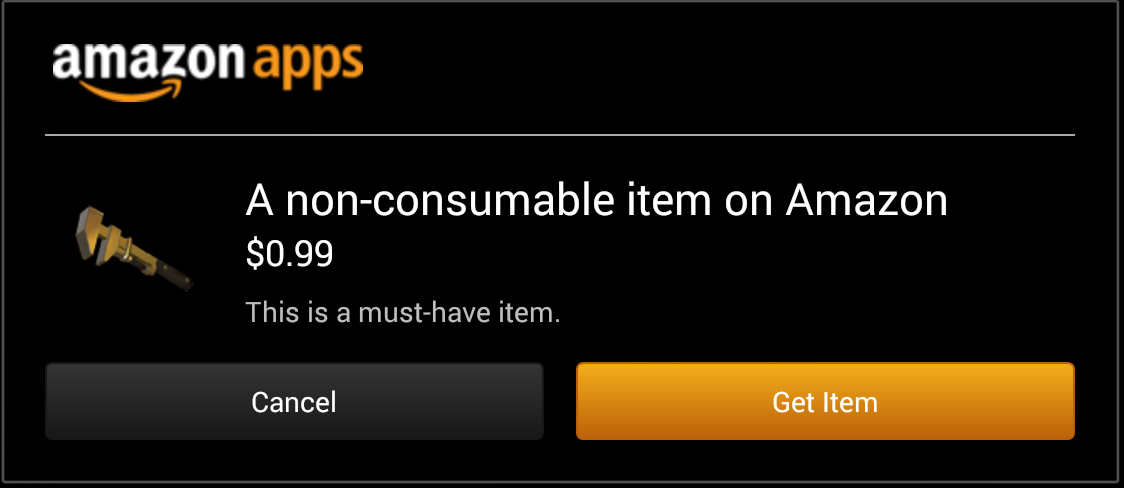 amazon apps
A non-consumable item on Amazon
$0.99
This is a must-have item.
Cancel
Get Item